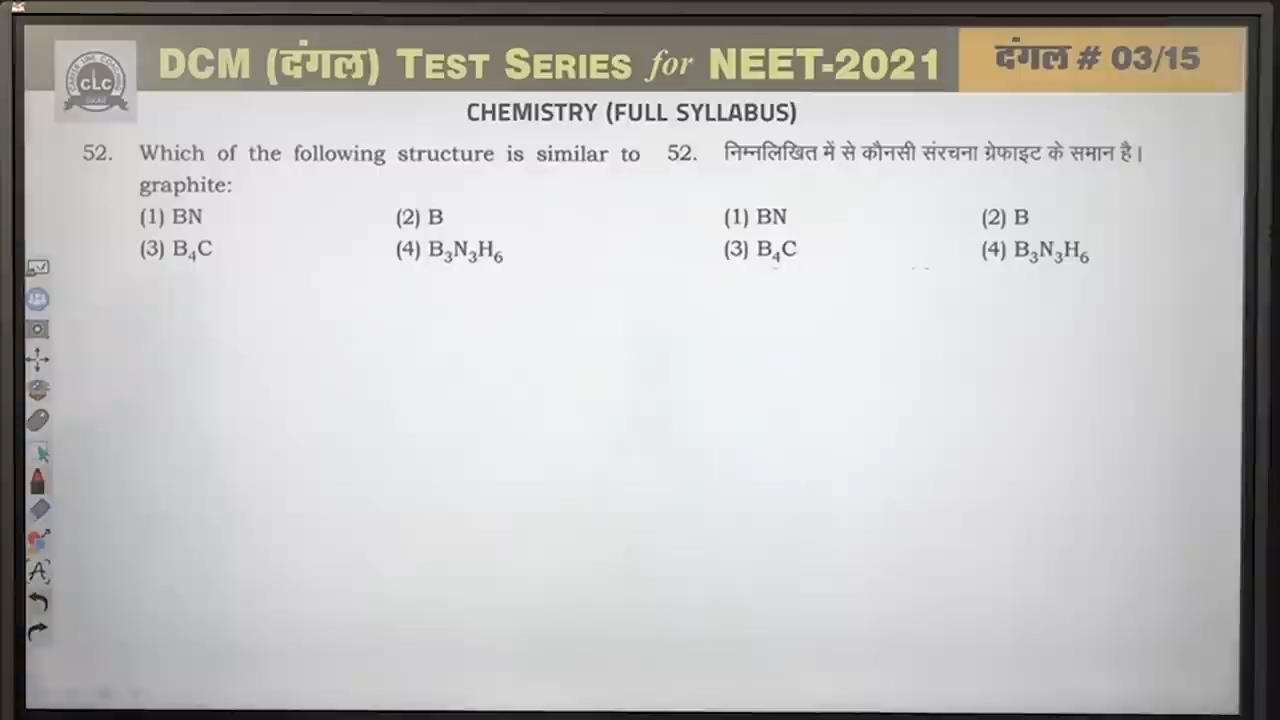 DCM (दंगल) TEST SERIES for NEET-2021
दंगल # 03/15
CLC
CHEMISTRY (FULL SYLLABUS)
52. Which of the following structure is similar to
graphite:
(1) BN (2) B
(3) B₄C (4) B₃N₃H₆
52. निम्नलिखित में से कौनसी संरचना ग्रेफाइट के समान है।
(1) BN (2) B
(3) B₄C (4) B₃N₃H₆